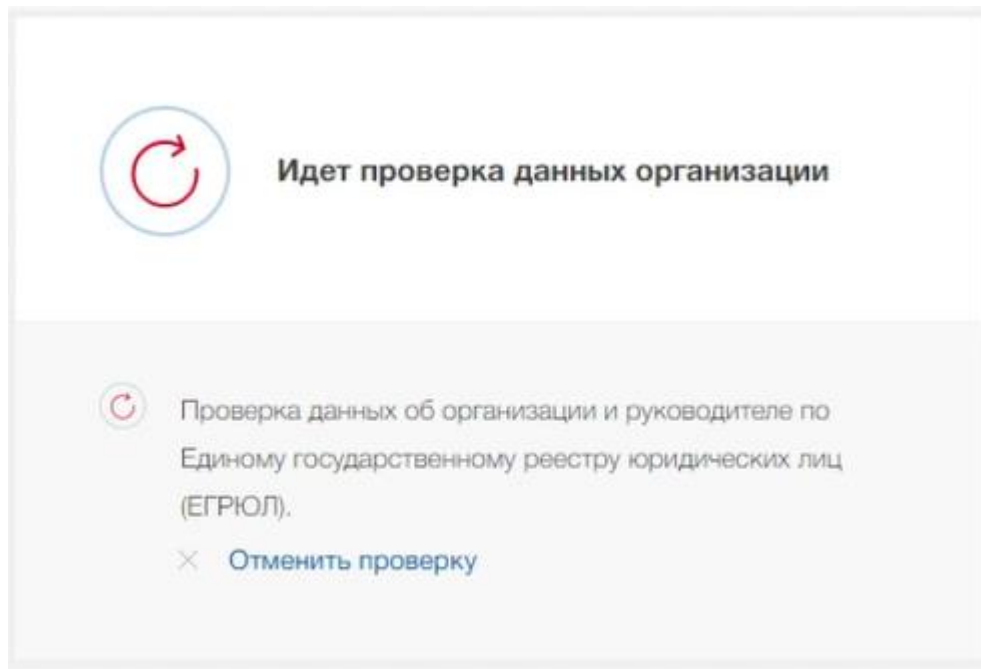 Идет проверка данных организации
Проверка данных об организации и руководителе по
Единому государственному реестру юридических лиц
(ЕГРЮЛ).
Отменить проверку